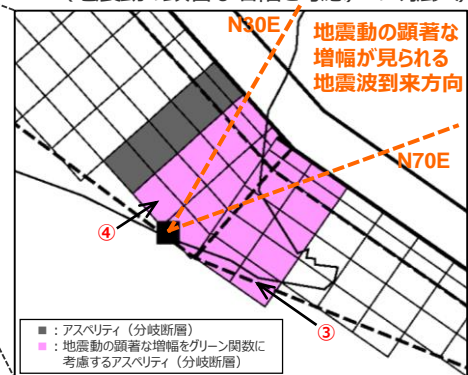 N30E
地震動の顕著な
増幅が見られる
地震波到来方向
N70E
④
③
■ : アスペリティ（分岐断層）
■ : 地震動の顕著な増幅をグリーン関数に
考慮するアスペリティ（分岐断層）